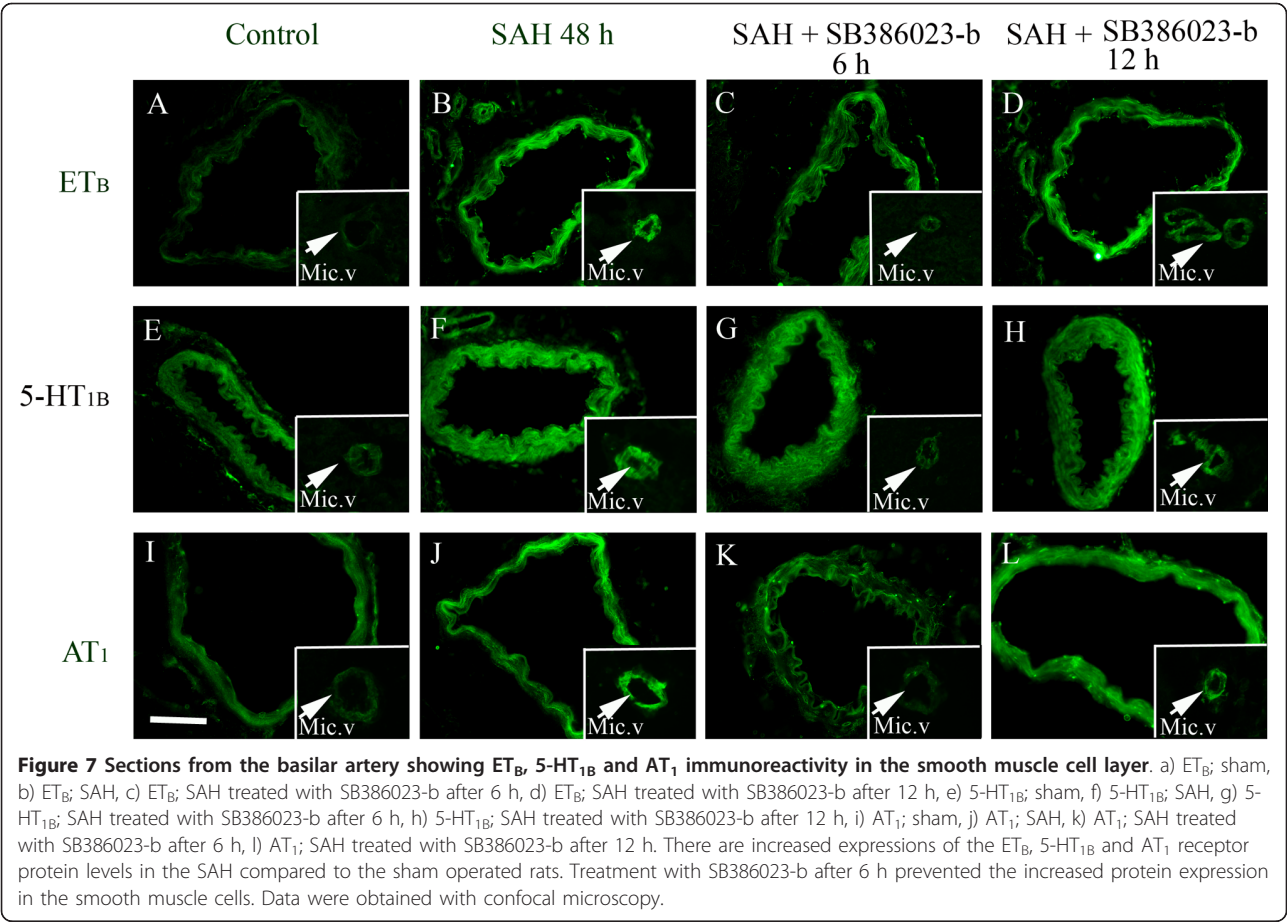 Control SAH 48 h SAH + SB386023-b SAH + SB386023-b
6 h 12 h
A B C D
ETB
Mic.v Mic.v Mic.v Mic.v
E F G H
5-HT1B
Mic.v Mic.v Mic.v Mic.v
I J K L
AT1
Mic.v Mic.v Mic.v Mic.v
Figure 7 Sections from the basilar artery showing ETB, 5-HT1B and AT1 immunoreactivity in the smooth muscle cell layer. a) ETB; sham,
b) ETB; SAH, c) ETB; SAH treated with SB386023-b after 6 h, d) ETB; SAH treated with SB386023-b after 12 h, e) 5-HT1B; sham, f) 5-HT1B; SAH, g) 5-
HT1B; SAH treated with SB386023-b after 6 h, h) 5-HT1B; SAH treated with SB386023-b after 12 h, i) AT1; sham, j) AT1; SAH, k) AT1; SAH treated
with SB386023-b after 6 h, l) AT1; SAH treated with SB386023-b after 12 h. There are increased expressions of the ETB, 5-HT1B and AT1 receptor
protein levels in the SAH compared to the sham operated rats. Treatment with SB386023-b after 6 h prevented the increased protein expression
in the smooth muscle cells. Data were obtained with confocal microscopy.